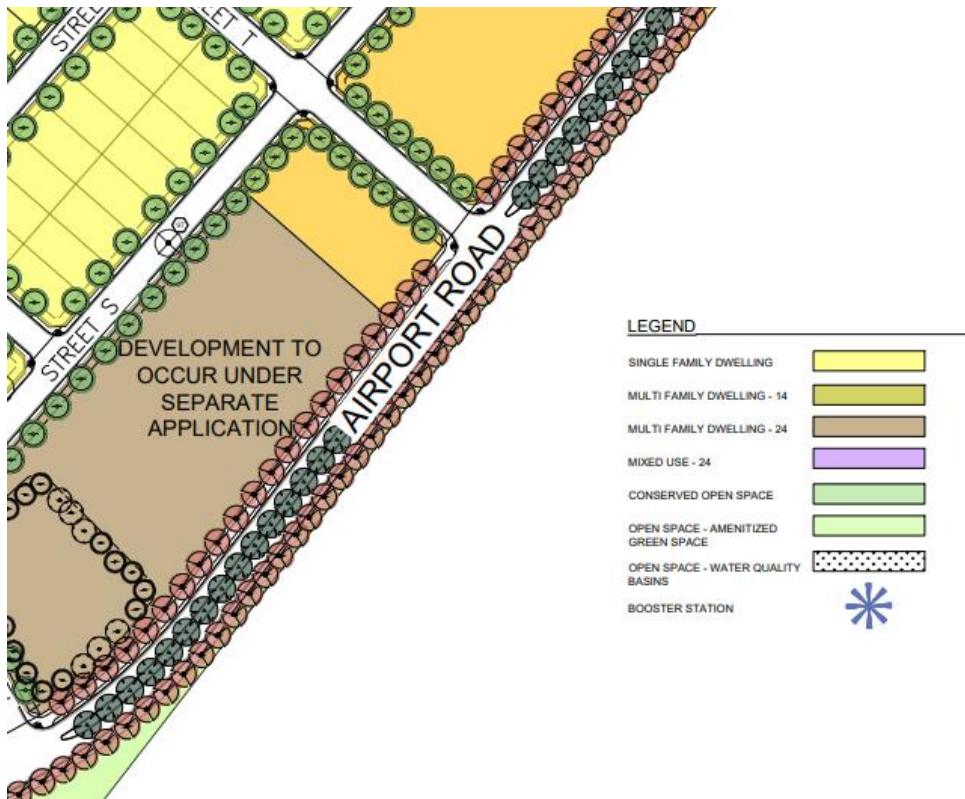 STREET T
STREET S
DEVELOPMENT TO
OCCUR UNDER
SEPARATE
APPLICATION
AIRPORT ROAD
LEGEND
SINGLE FAMILY DWELLING
MULTI FAMILY DWELLING - 14
MULTI FAMILY DWELLING - 24
MIXED USE - 24
CONSERVED OPEN SPACE
OPEN SPACE - AMENITIZED
GREEN SPACE
OPEN SPACE - WATER QUALITY
BASINS
BOOSTER STATION